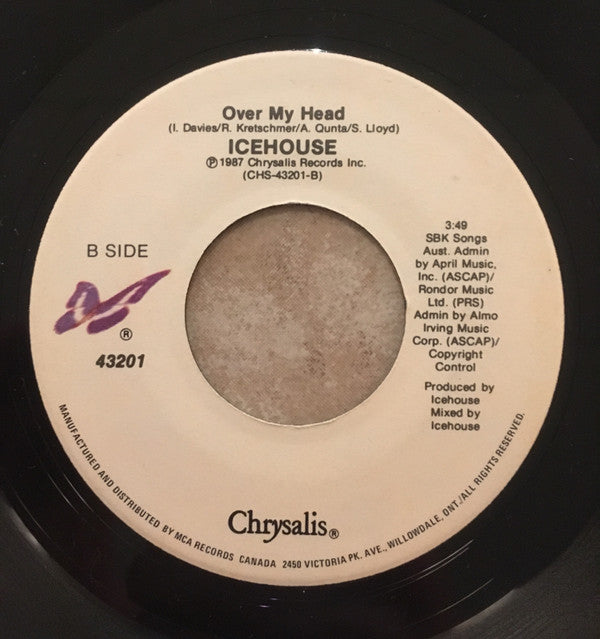 Over My Head
(I. Davies/R. Kretschmer/A. Qunta/S. Lloyd)
ICEHOUSE
℗ 1987 Chrysalis Records Inc.
(CHS-43201-B)
B SIDE
®
43201
3:49
SBK Songs
Aust. Admin
by April Music,
Inc. (ASCAP)/
Rondor Music
Ltd. (PRS)
Admin by Almo
Irving Music
Corp. (ASCAP)/
Copyright
Control
Produced by
Icehouse
Mixed by
Icehouse
Chrysalis®
MANUFACTURED AND DISTRIBUTED BY MCA RECORDS CANADA 2450 VICTORIA PK. AVE., WILLOWDALE, ONT./ALL RIGHTS RESERVED.